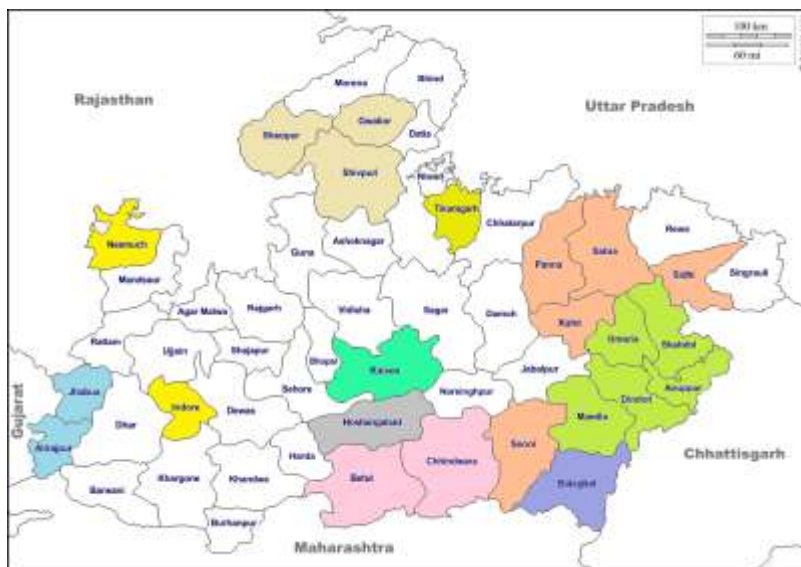 100 km
60 mi
Rajasthan
Uttar Pradesh
Morena
Bhind
Gwalior
Sheopur
Datia
Shivpuri
Niwari
Tikamgarh
Chhatarpur
Rewa
Neemuch
Guna
Ashoknagar
Panna
Satna
Sidhi
Singrauli
Mandsaur
Agar Malwa
Rajgarh
Vidisha
Sagar
Damoh
Katni
Umaria
Shahdol
Ratlam
Ujjain
Shajapur
Bhopal
Raisen
Jabalpur
Anuppur
Dindori
Jhabua
Indore
Dewas
Sehore
Narsinghpur
Mandla
Gujarat
Dhar
Hoshangabad
Seoni
Alirajpur
Harda
Betul
Chhindwara
Balaghat
Chhattisgarh
Barwani
Khargone
Khandwa
Burhanpur
Maharashtra